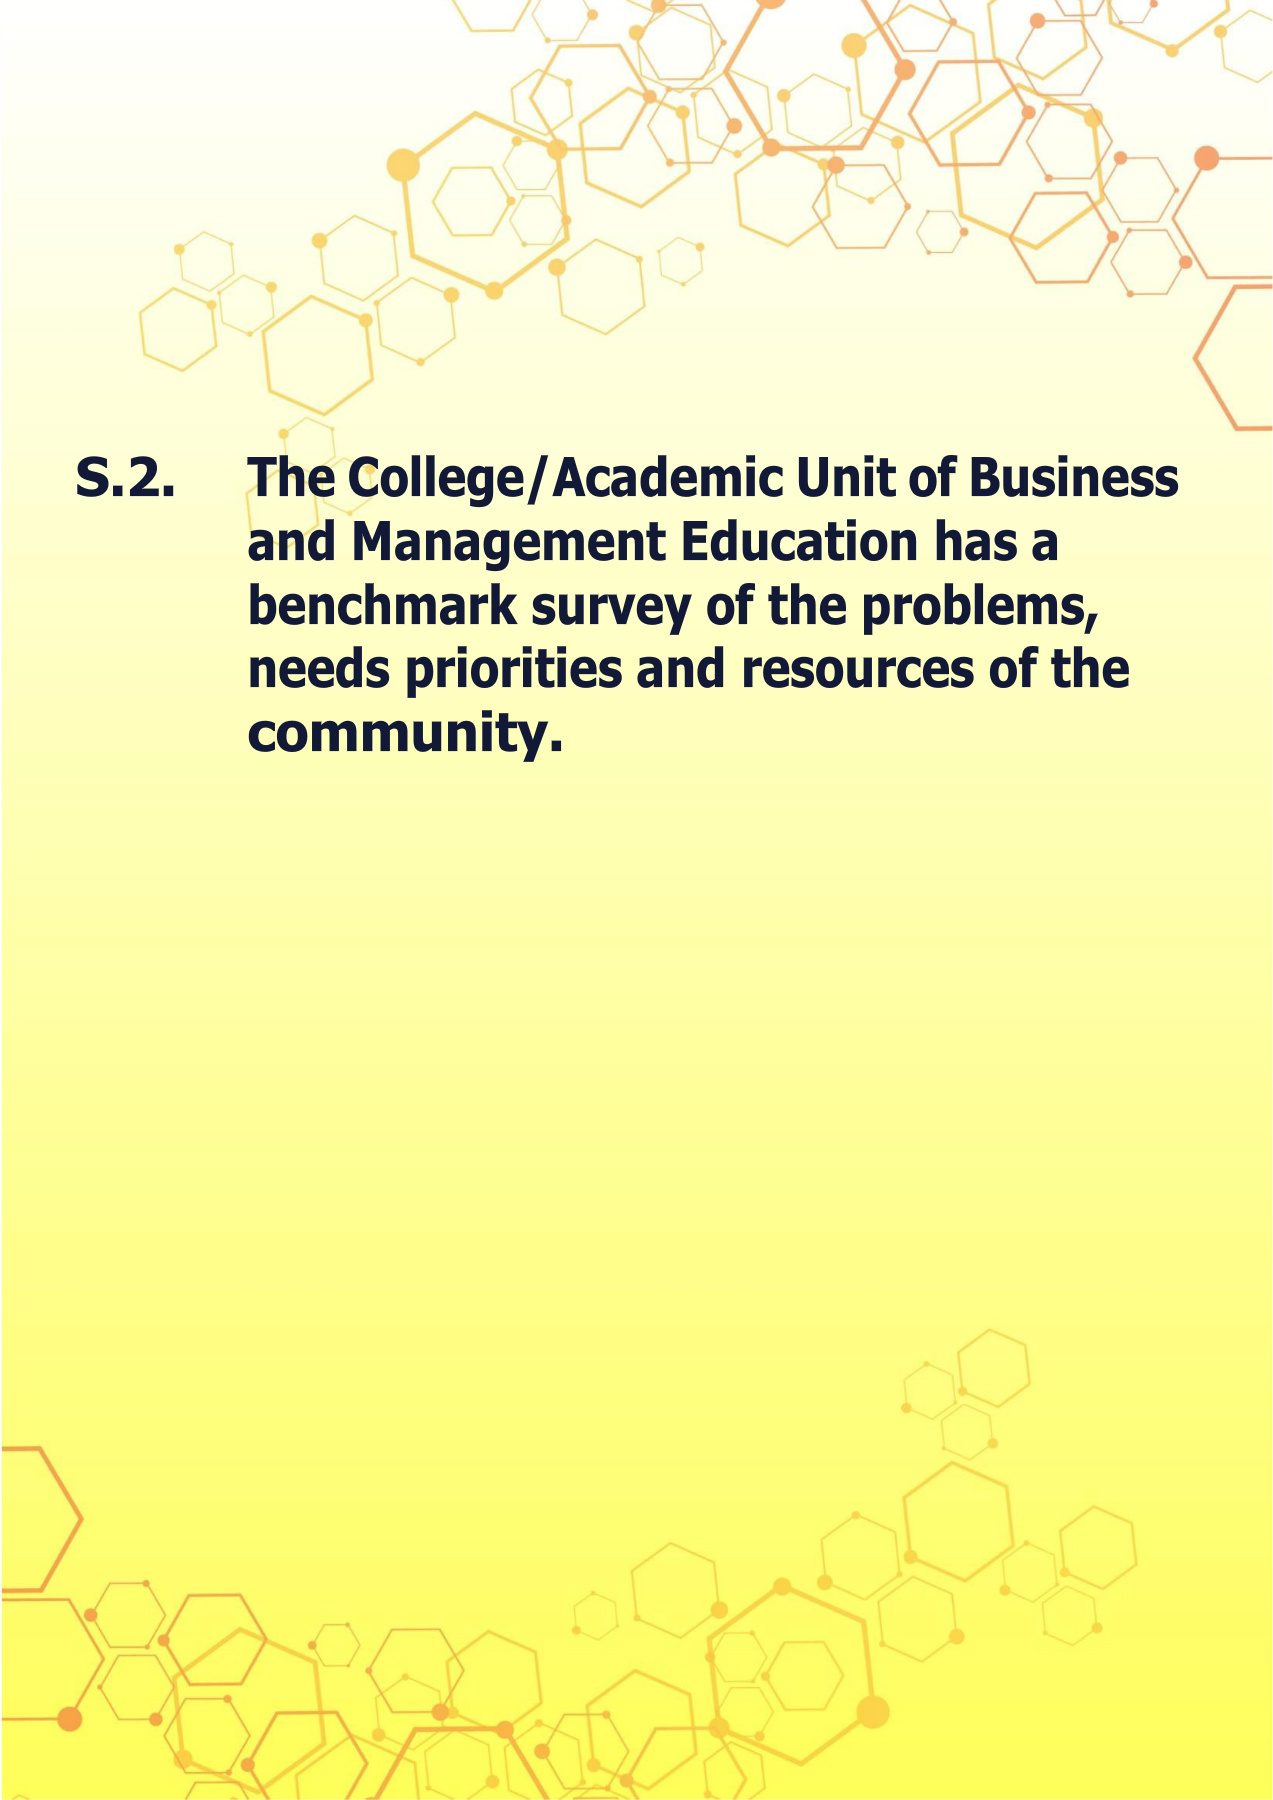 S.2. The College/Academic Unit of Business
and Management Education has a
benchmark survey of the problems,
needs priorities and resources of the
community.